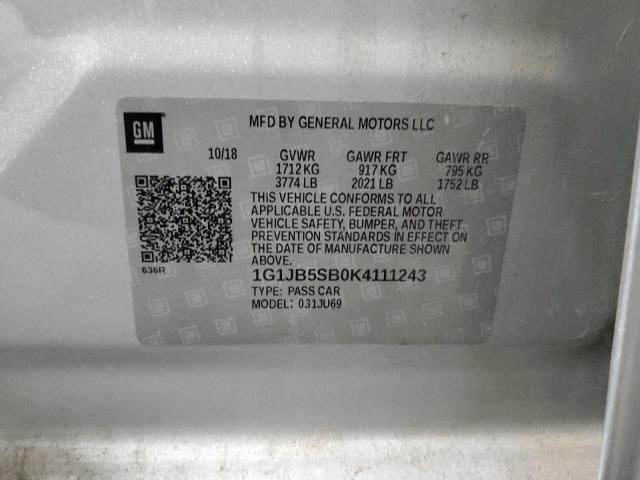 GM
MFD BY GENERAL MOTORS LLC
10/18 GVWR GAWR FRT GAWR RR
1712 KG 917 KG 795 KG
3774 LB 2021 LB 1752 LB
THIS VEHICLE CONFORMS TO ALL
APPLICABLE U.S. FEDERAL MOTOR
VEHICLE SAFETY, BUMPER, AND THEFT
PREVENTION STANDARDS IN EFFECT ON
THE DATE OF MANUFACTURE SHOWN
ABOVE.
636R
1G1JB5SB0K4111243
TYPE: PASS CAR
MODEL: 031JU69